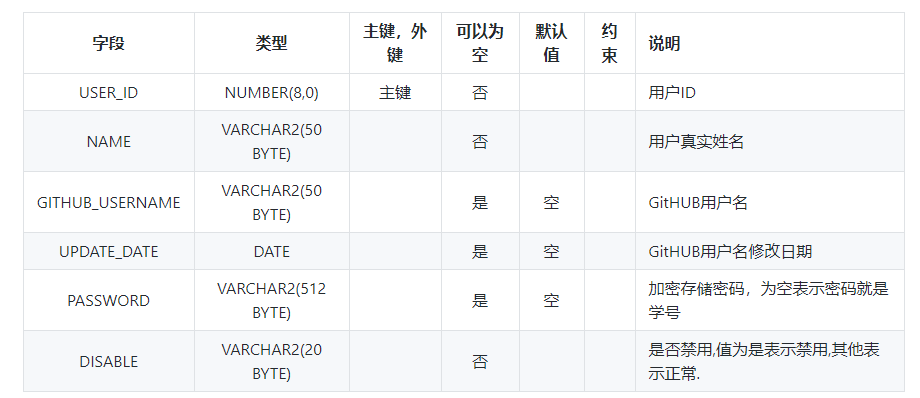 字段 类型 主键，外键 可以为空 默认值 约束 说明
USER_ID NUMBER(8,0) 主键 否 用户ID
NAME VARCHAR2(50 BYTE) 否 用户真实姓名
GITHUB_USERNAME VARCHAR2(50 BYTE) 是 空 GitHUB用户名
UPDATE_DATE DATE 是 空 GitHUB用户名修改日期
PASSWORD VARCHAR2(512 BYTE) 是 空 加密存储密码，为空表示密码就是学号
DISABLE VARCHAR2(20 BYTE) 否 是否禁用,值为是表示禁用,其他表示正常.